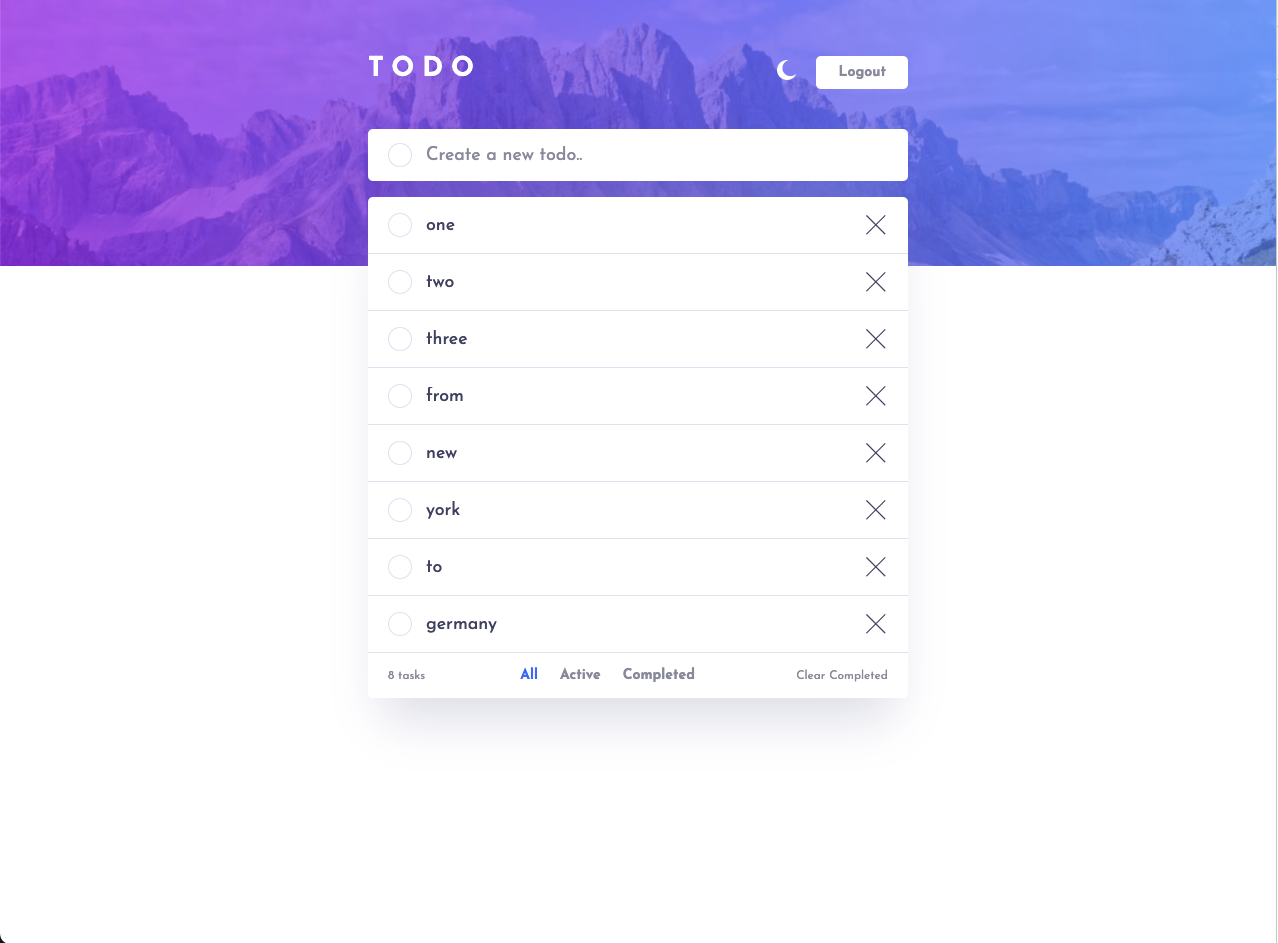 TODO
Logout
Create a new todo..
one
two
three
from
new
york
to
germany
8 tasks All Active Completed Clear Completed